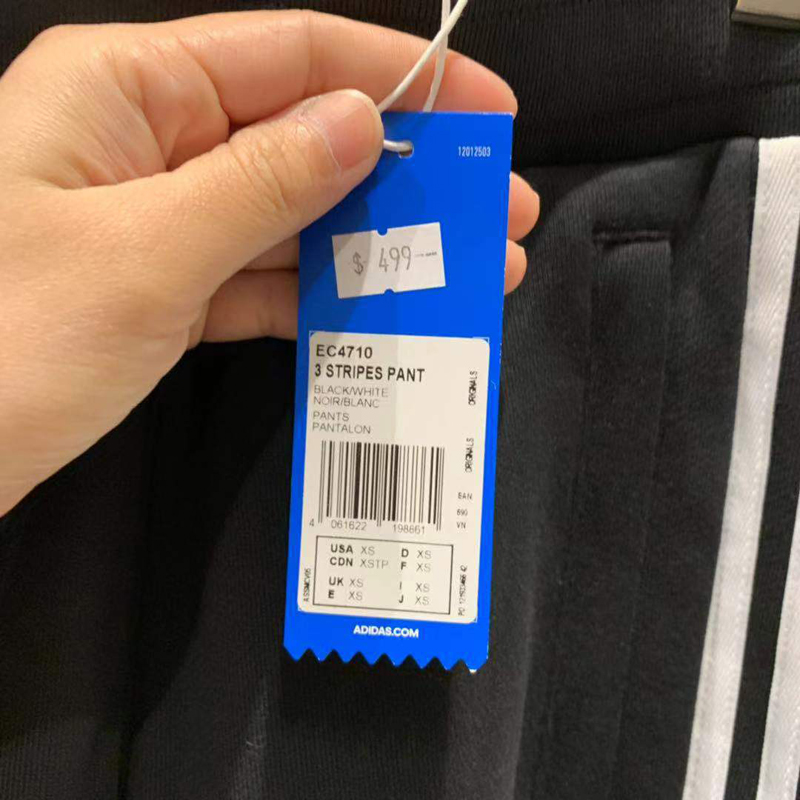 12012503
$ 499
EC4710
3 STRIPES PANT
BLACK/WHITE
NOIR/BLANC
PANTS
PANTALON
ORIGINALS
ORIGINALS
EAN
690
VN
4 061622 198661
USA XS D XS
CDN XSTP F XS
UK XS I XS
E XS J XS
ADIDAS.COM